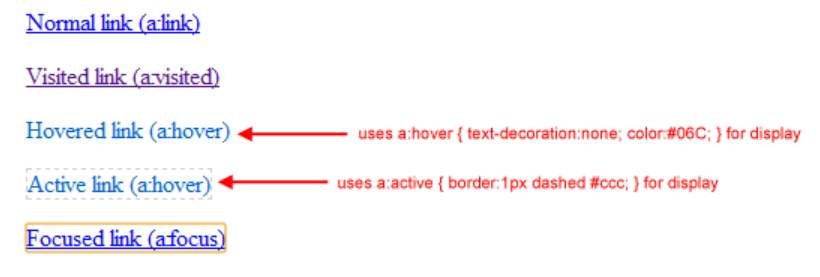 Normal link (a:link)
Visited link (a:visited)
Hovered link (a:hover)
uses a:hover { text-decoration:none; color:#06C; } for display
Active link (a:hover)
uses a:active { border:1px dashed #ccc; } for display
Focused link (a:focus)